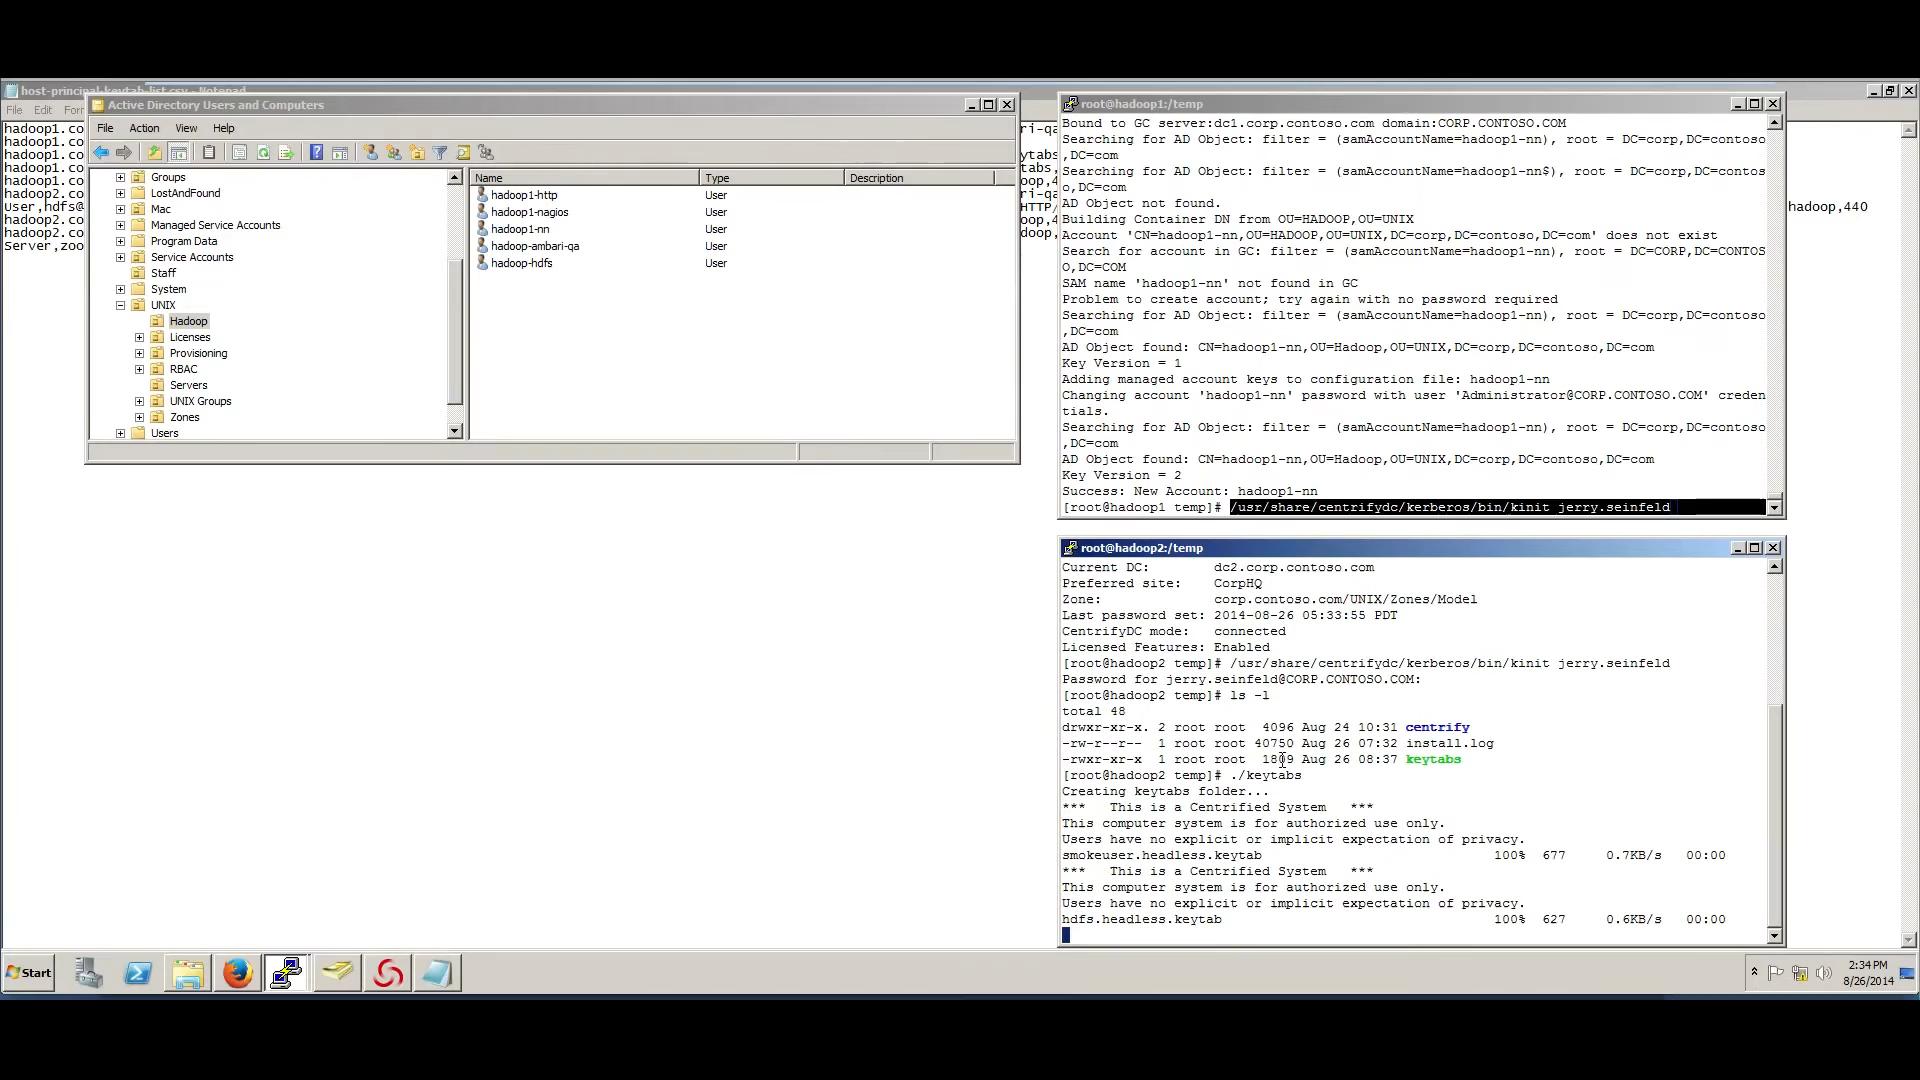 host-principal-keytab-list.csv - Notepad
File Edit For
hadoop1.co
hadoop1.co
hadoop1.co
hadoop1.co
hadoop1.co
hadoop2.co
User,hdfs@
hadoop2.co
hadoop2.co
Server,zoo
Active Directory Users and Computers
File Action View Help
Groups
LostAndFound
Mac
Managed Service Accounts
Program Data
Service Accounts
Staff
System
UNIX
Hadoop
Licenses
Provisioning
RBAC
Servers
UNIX Groups
Zones
Users
Name Type Description
hadoop1-http User
hadoop1-nagios User
hadoop1-nn User
hadoop-ambari-qa User
hadoop-hdfs User
ri-qa
ytabs
tabs,
oop,4
ri-qa
HTTP/
oop,4
doop,
hadoop,440
root@hadoop1:/temp
Bound to GC server:dc1.corp.contoso.com domain:CORP.CONTOSO.COM
Searching for AD Object: filter = (samAccountName=hadoop1-nn), root = DC=corp,DC=contoso
,DC=com
Searching for AD Object: filter = (samAccountName=hadoop1-nn$), root = DC=corp,DC=contos
o,DC=com
AD Object not found.
Building Container DN from OU=HADOOP,OU=UNIX
Account 'CN=hadoop1-nn,OU=HADOOP,OU=UNIX,DC=corp,DC=contoso,DC=com' does not exist
Search for account in GC: filter = (samAccountName=hadoop1-nn), root = DC=CORP,DC=CONTOS
O,DC=COM
SAM name 'hadoop1-nn' not found in GC
Problem to create account; try again with no password required
Searching for AD Object: filter = (samAccountName=hadoop1-nn), root = DC=corp,DC=contoso
,DC=com
AD Object found: CN=hadoop1-nn,OU=Hadoop,OU=UNIX,DC=corp,DC=contoso,DC=com
Key Version = 1
Adding managed account keys to configuration file: hadoop1-nn
Changing account 'hadoop1-nn' password with user 'Administrator@CORP.CONTOSO.COM' creden
tials.
Searching for AD Object: filter = (samAccountName=hadoop1-nn), root = DC=corp,DC=contoso
,DC=com
AD Object found: CN=hadoop1-nn,OU=Hadoop,OU=UNIX,DC=corp,DC=contoso,DC=com
Key Version = 2
Success: New Account: hadoop1-nn
[root@hadoop1 temp]# /usr/share/centrifydc/kerberos/bin/kinit jerry.seinfeld
root@hadoop2:/temp
Current DC: dc2.corp.contoso.com
Preferred site: CorpHQ
Zone: corp.contoso.com/UNIX/Zones/Model
Last password set: 2014-08-26 05:33:55 PDT
CentrifyDC mode: connected
Licensed Features: Enabled
[root@hadoop2 temp]# /usr/share/centrifydc/kerberos/bin/kinit jerry.seinfeld
Password for jerry.seinfeld@CORP.CONTOSO.COM:
[root@hadoop2 temp]# ls -l
total 48
drwxr-xr-x. 2 root root 4096 Aug 24 10:31 centrify
-rw-r--r-- 1 root root 40750 Aug 26 07:32 install.log
-rwxr-xr-x 1 root root 1809 Aug 26 08:37 keytabs
[root@hadoop2 temp]# ./keytabs
Creating keytabs folder...
*** This is a Centrified System ***
This computer system is for authorized use only.
Users have no explicit or implicit expectation of privacy.
smokeuser.headless.keytab 100% 677 0.7KB/s 00:00
*** This is a Centrified System ***
This computer system is for authorized use only.
Users have no explicit or implicit expectation of privacy.
hdfs.headless.keytab 100% 627 0.6KB/s 00:00
Start
2:34 PM
8/26/2014